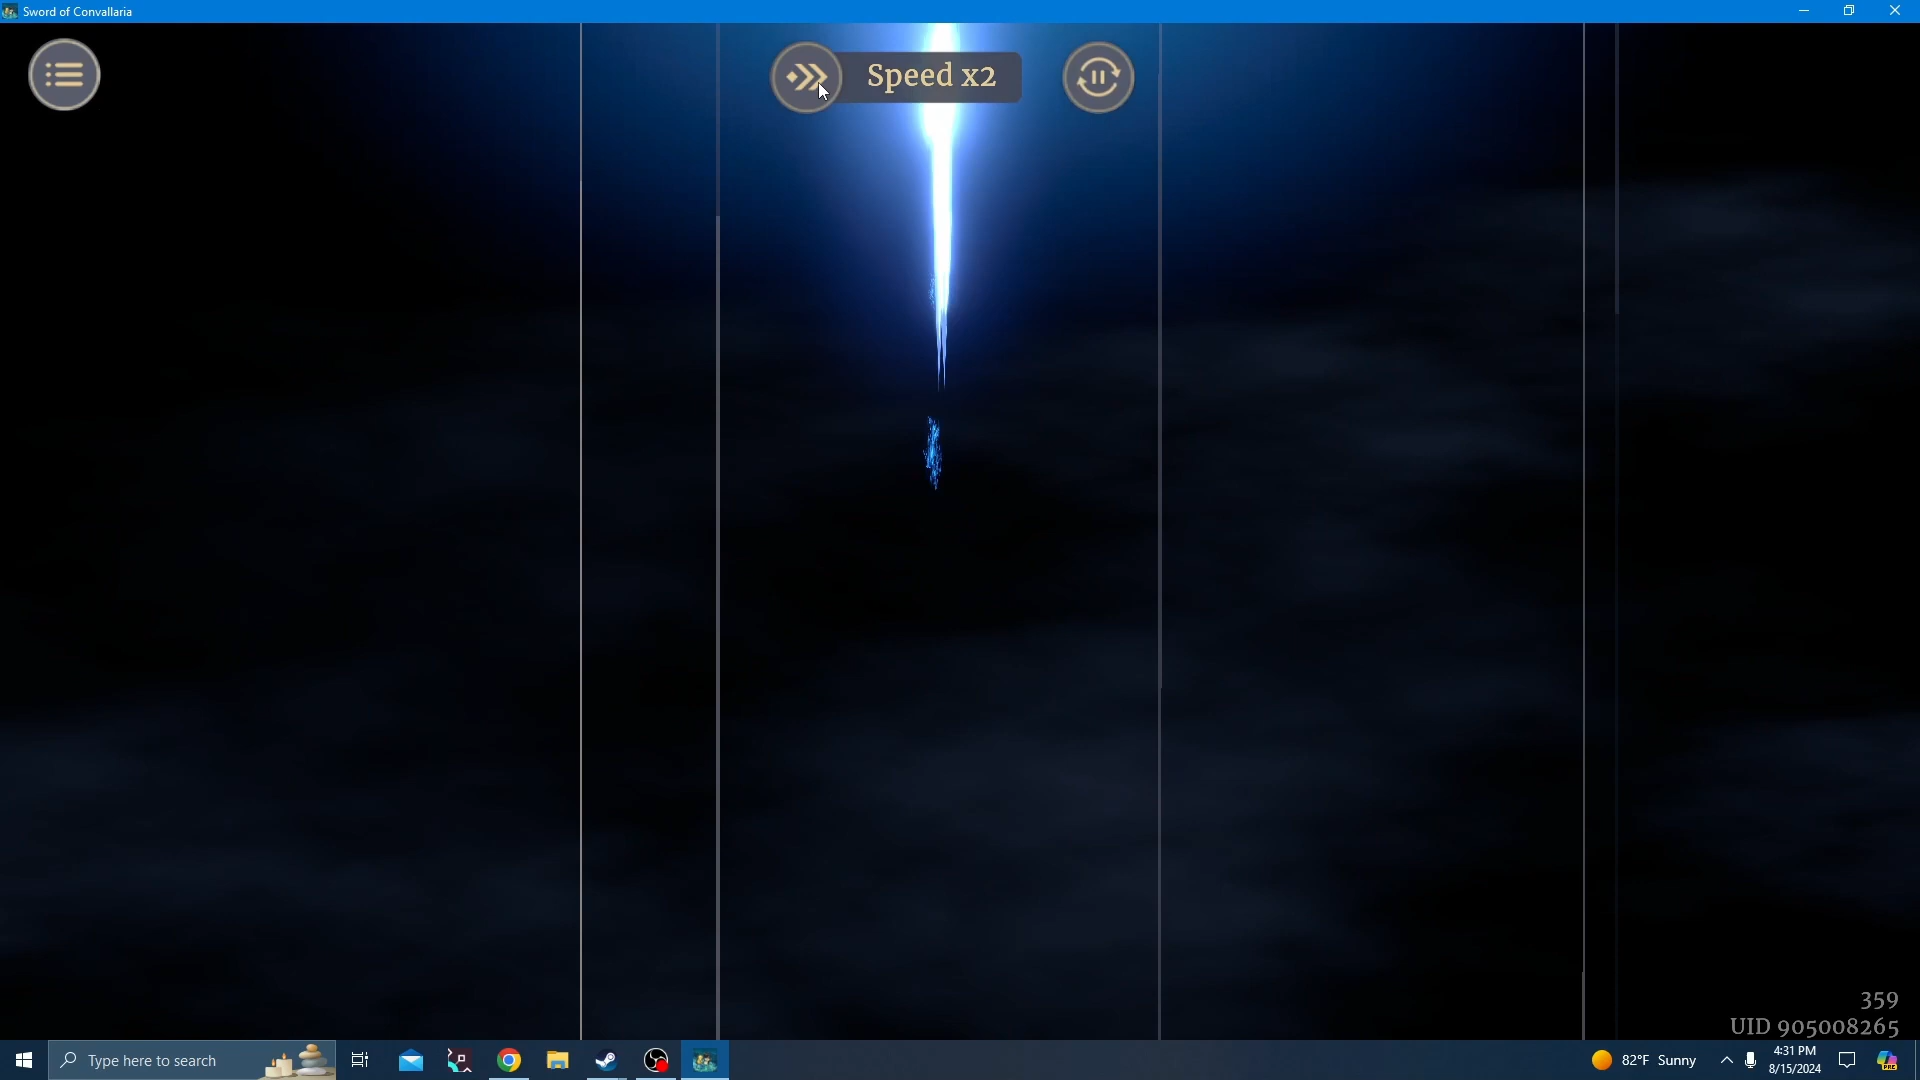 Sword of Convallaria
Speed x2
359
UID 905008265
Type here to search
82°F Sunny
4:31 PM
8/15/2024